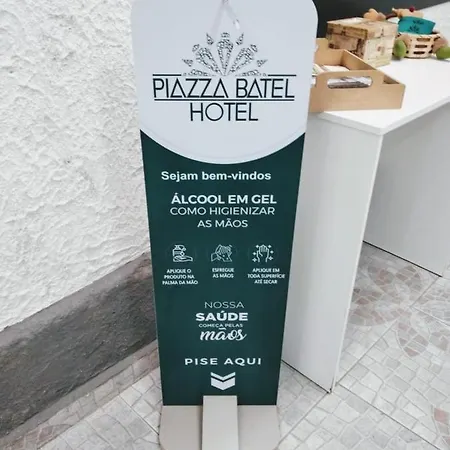 PIAZZA BATEL
HOTEL
Sejam bem-vindos
ÁLCOOL EM GEL
COMO HIGIENIZAR
AS MÃOS
APLIQUE O
PRODUTO NA
PALMA DA MÃO
ESFREGUE
AS MÃOS
APLIQUE EM
TODA SUPERFÍCIE
ATÉ SECAR
NOSSA
SAÚDE
COMEÇA PELAS
mãos
PISE AQUI